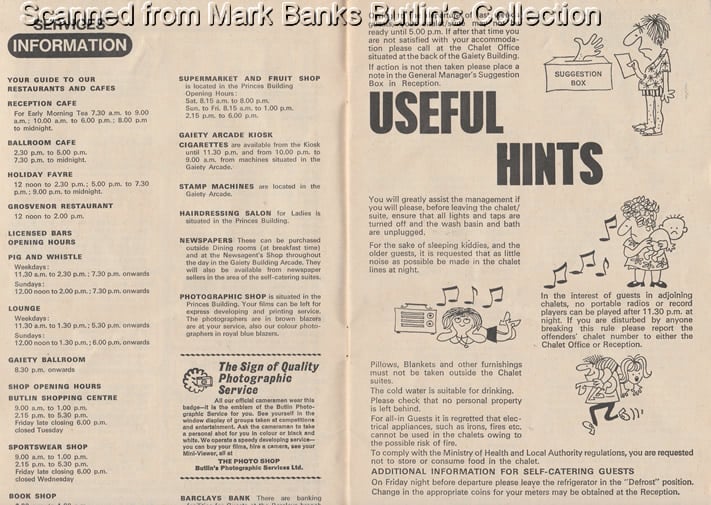 Scanned from Mark Banks Butlin's Collection
SERVICES
INFORMATION
YOUR GUIDE TO OUR
RESTAURANTS AND CAFES
RECEPTION CAFE
For Early Morning Tea 7.30 a.m. to 9.00
a.m.; 10.00 a.m. to 6.00 p.m.; 8.00 p.m
to midnight.
BALLROOM CAFE
2.30 p.m. to 5.00 p.m.
7.30 p.m. to midnight.
HOLIDAY FAYRE
12 noon to 2.30 p.m.; 5.00 p.m. to 7.30
p.m.; 9.00 p.m. to midnight.
GROSVENOR RESTAURANT
12 noon to 2.00 p.m.
LICENSED BARS
OPENING HOURS
PIG AND WHISTLE
Weekdays:
11.30 a.m. to 2.30 p.m.; 7.30 p.m. onwards
Sundays:
12.00 noon to 2.00 p.m.; 7.30 p.m. onwards
LOUNGE
Weekdays:
11.30 a.m. to 1.30 p.m.; 5.30 p.m. onwards
Sundays:
12.00 noon to 1.30 p.m.; 6.00 p.m. onwards
GAIETY BALLROOM
8.30 p.m. onwards
SHOP OPENING HOURS
BUTLIN SHOPPING CENTRE
9.00 a.m. to 1.00 p.m.
2.15 p.m. to 5.30 p.m.
Friday late closing 6.00 p.m.
closed Tuesday
SPORTSWEAR SHOP
9.00 a.m. to 1.00 p.m.
2.15 p.m. to 5.30 p.m.
Friday late closing 6.00 p.m.
closed Wednesday
BOOK SHOP
SUPERMARKET AND FRUIT SHOP
is located in the Princes Building
Opening Hours:
Sat. 8.15 a.m. to 8.00 p.m.
Sun. to Fri. 8.15 a.m. to 1.00 p.m.
2.15 p.m. to 6.00 p.m.
GAIETY ARCADE KIOSK
CIGARETTES are available from the Kiosk
until 11.30 p.m. and from 10.00 p.m. to
9.00 a.m. from machines situated in the
Gaiety Arcade.
STAMP MACHINES are located in the
Gaiety Arcade.
HAIRDRESSING SALON for Ladies is
situated in the Princes Building.
NEWSPAPERS These can be purchased
outside Dining rooms (at breakfast time)
and at the Newsagent's Shop throughout
the day in the Gaiety Building Arcade. They
will also be available from newspaper
sellers in the area of the self-catering suites.
PHOTOGRAPHIC SHOP is situated in the
Princes Building. Your films can be left for
express developing and printing service.
The photographers are in brown blazers
are at your service, also our colour photo-
graphers in royal blue blazers.
The Sign of Quality
Photographic
Service
All our official cameramen wear this
badge—it is the emblem of the Butlin Photo-
graphic Service for you. See yourself in the
window display of groups taken at competitions
and entertainment. Ask the cameraman to take
a personal shot for you in colour or black and
white. We operate a speedy developing service—
you can buy your films, hire a camera, see your
Mini-Viewer, all at
THE PHOTO SHOP
Butlin's Photographic Services Ltd.
BARCLAYS BANK There are banking
ready until 5.00 p.m. If after that time you
are not satisfied with your accommoda-
tion please call at the Chalet Office
situated at the back of the Gaiety Building.
If action is not then taken please place a
note in the General Manager's Suggestion
Box in Reception.
SUGGESTION
BOX
USEFUL
HINTS
You will greatly assist the management if
you will please, before leaving the chalet/
suite, ensure that all lights and taps are
turned off and the wash basin and bath
are unplugged.
For the sake of sleeping kiddies, and the
older guests, it is requested that as little
noise as possible be made in the chalet
lines at night.
In the interest of guests in adjoining
chalets, no portable radios or record
players can be played after 11.30 p.m. at
night. If you are disturbed by anyone
breaking this rule please report the
offenders' chalet number to either the
Chalet Office or Reception.
Pillows, Blankets and other furnishings
must not be taken outside the Chalet
suites.
The cold water is suitable for drinking.
Please check that no personal property
is left behind.
For all-in Guests it is regretted that elec-
trical appliances, such as irons, fires etc.
cannot be used in the chalets owing to
the possible risk of fire.
To comply with the Ministry of Health and Local Authority regulations, you are requested
not to store or consume food in the chalet.
ADDITIONAL INFORMATION FOR SELF-CATERING GUESTS
On Friday night before departure please leave the refrigerator in the "Defrost" position.
Change in the appropriate coins for your meters may be obtained at the Reception.